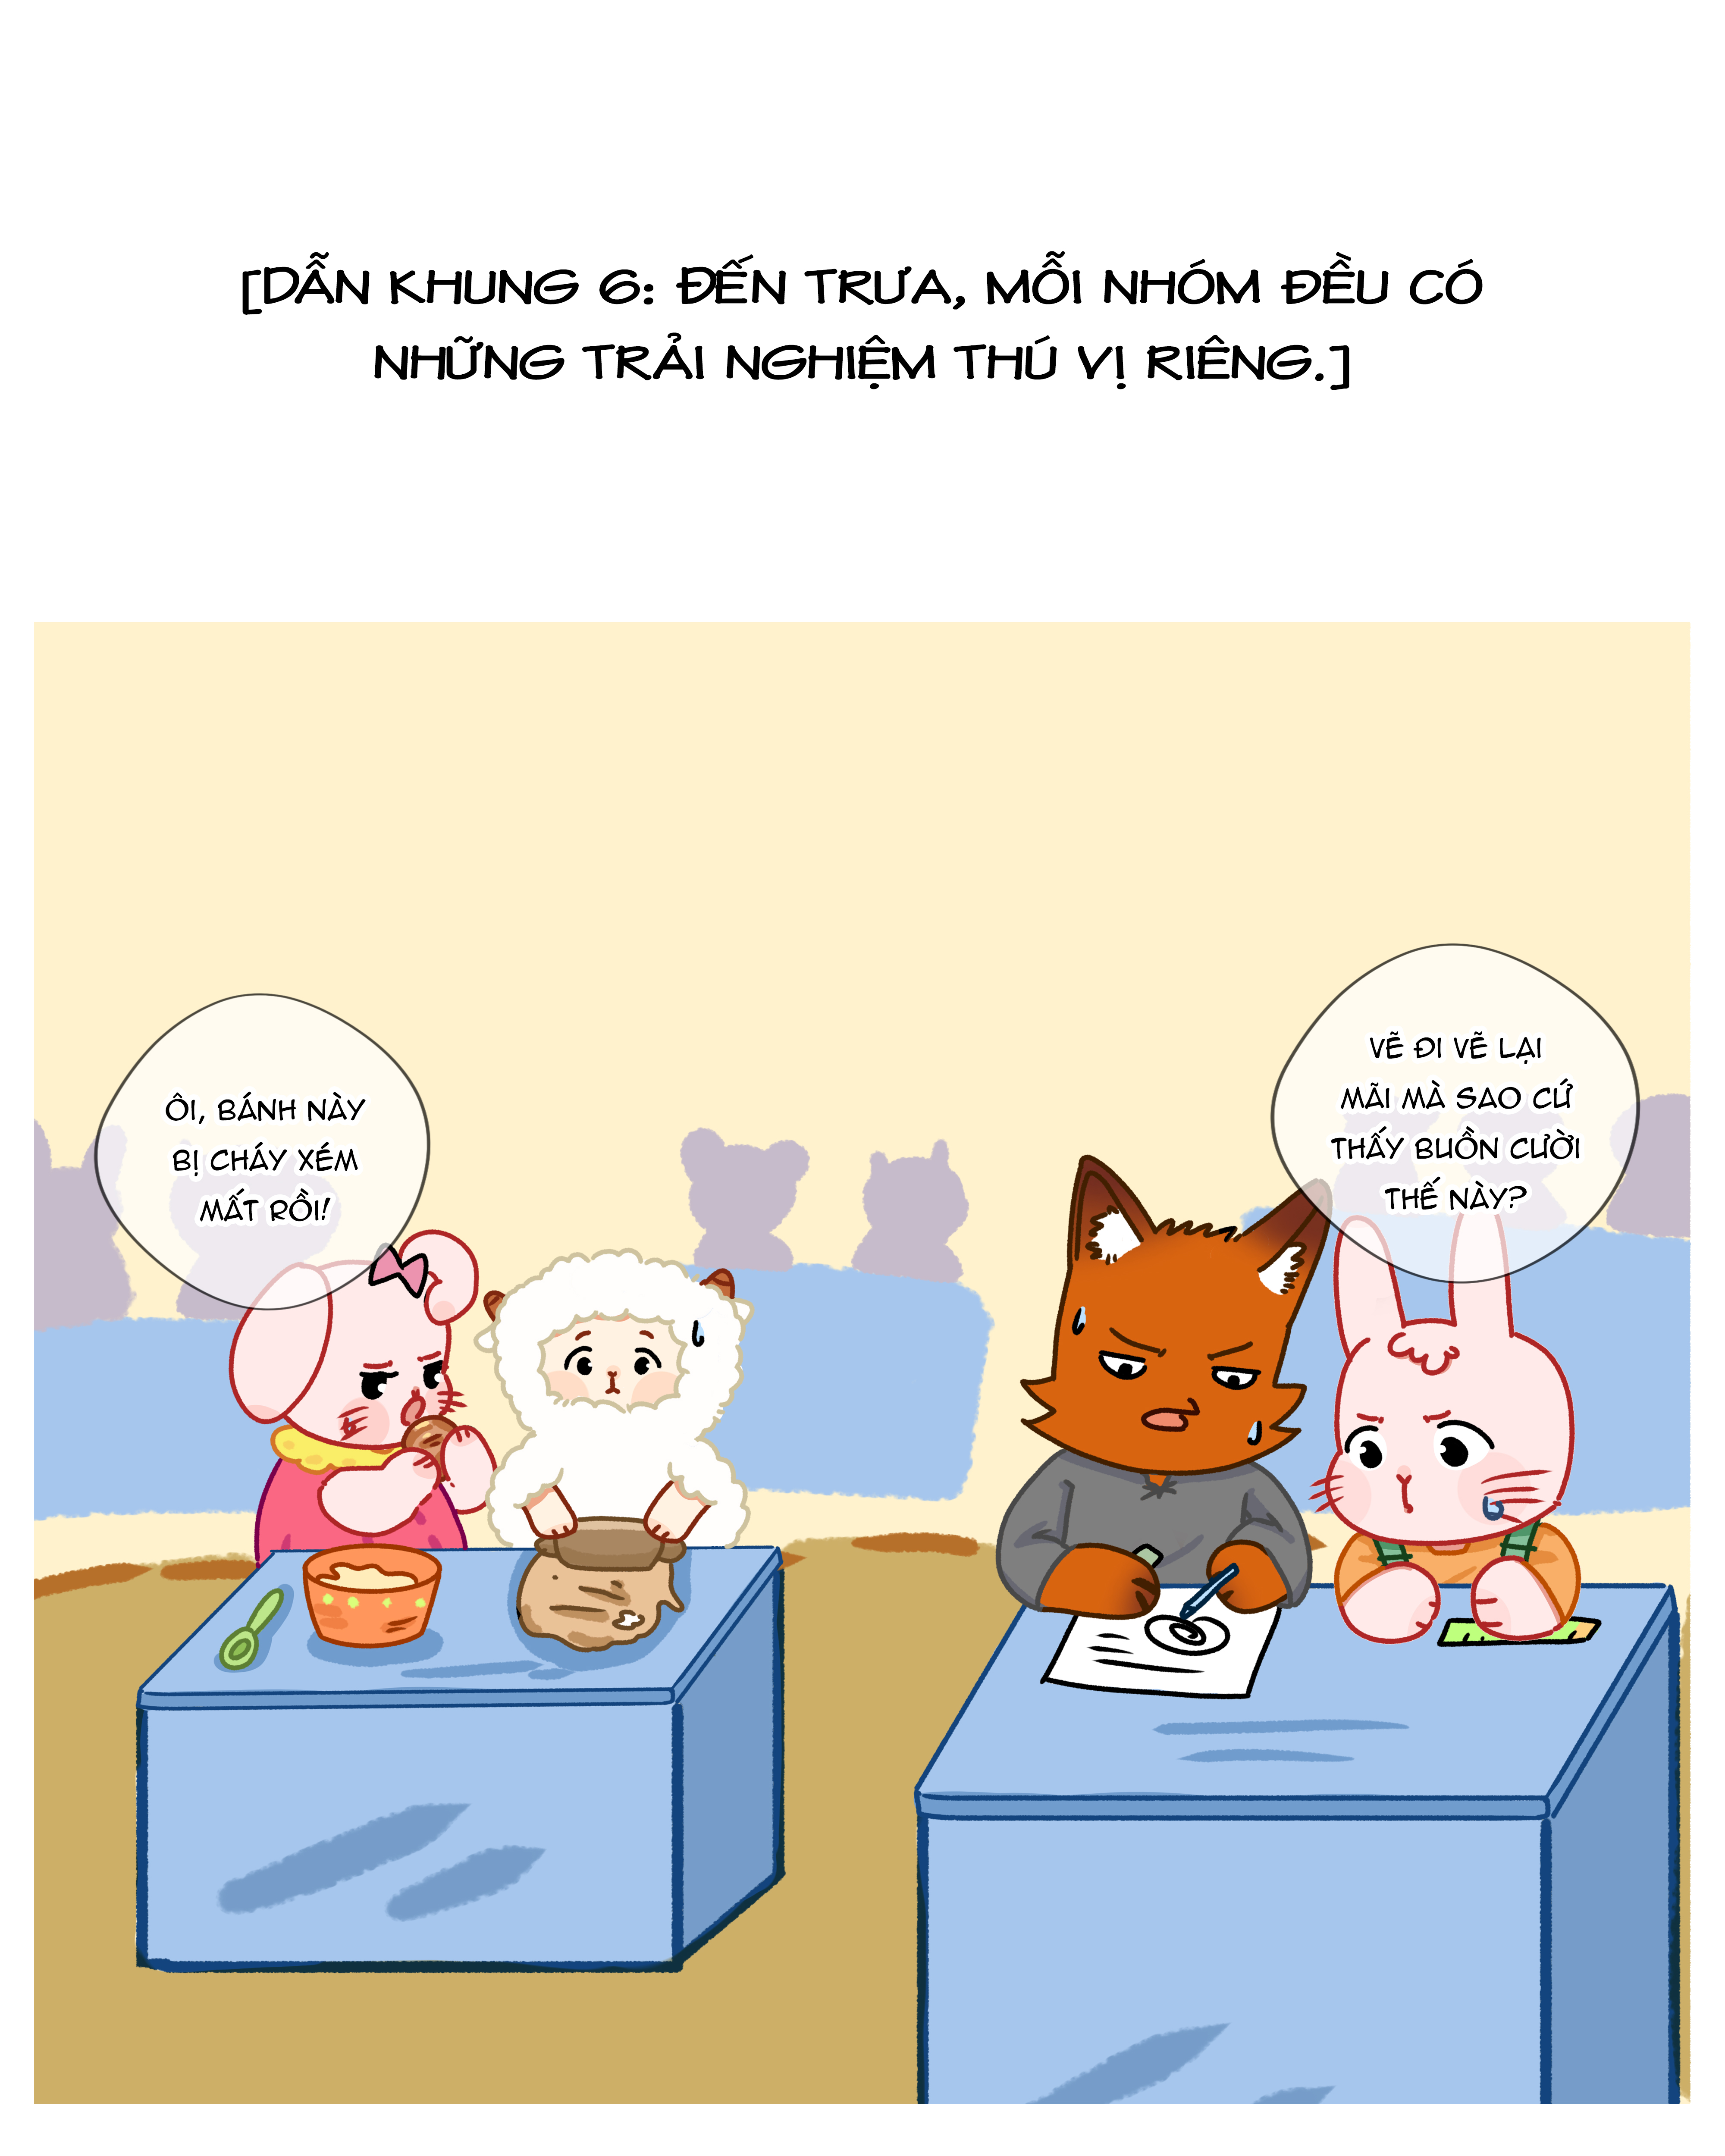 [DẪN KHUNG 6: ĐẾN TRƯA, MỖI NHÓM ĐỀU CÓ
NHỮNG TRẢI NGHIỆM THÚ VỊ RIÊNG.]
ÔI, BÁNH NÀY
BỊ CHÁY XÉM
MẤT RỒI!
VẼ ĐI VẼ LẠI
MÃI MÀ SAO CỨ
THẤY BUỒN CƯỜI
THẾ NÀY?